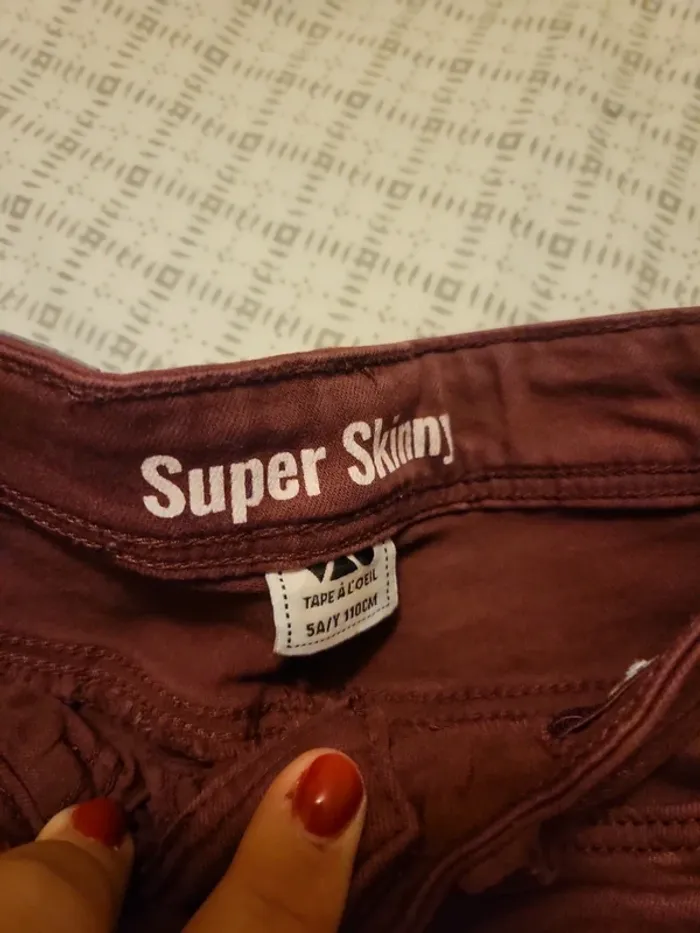 Super Skinny
TAPE À L'OEIL
5A/Y 110CM